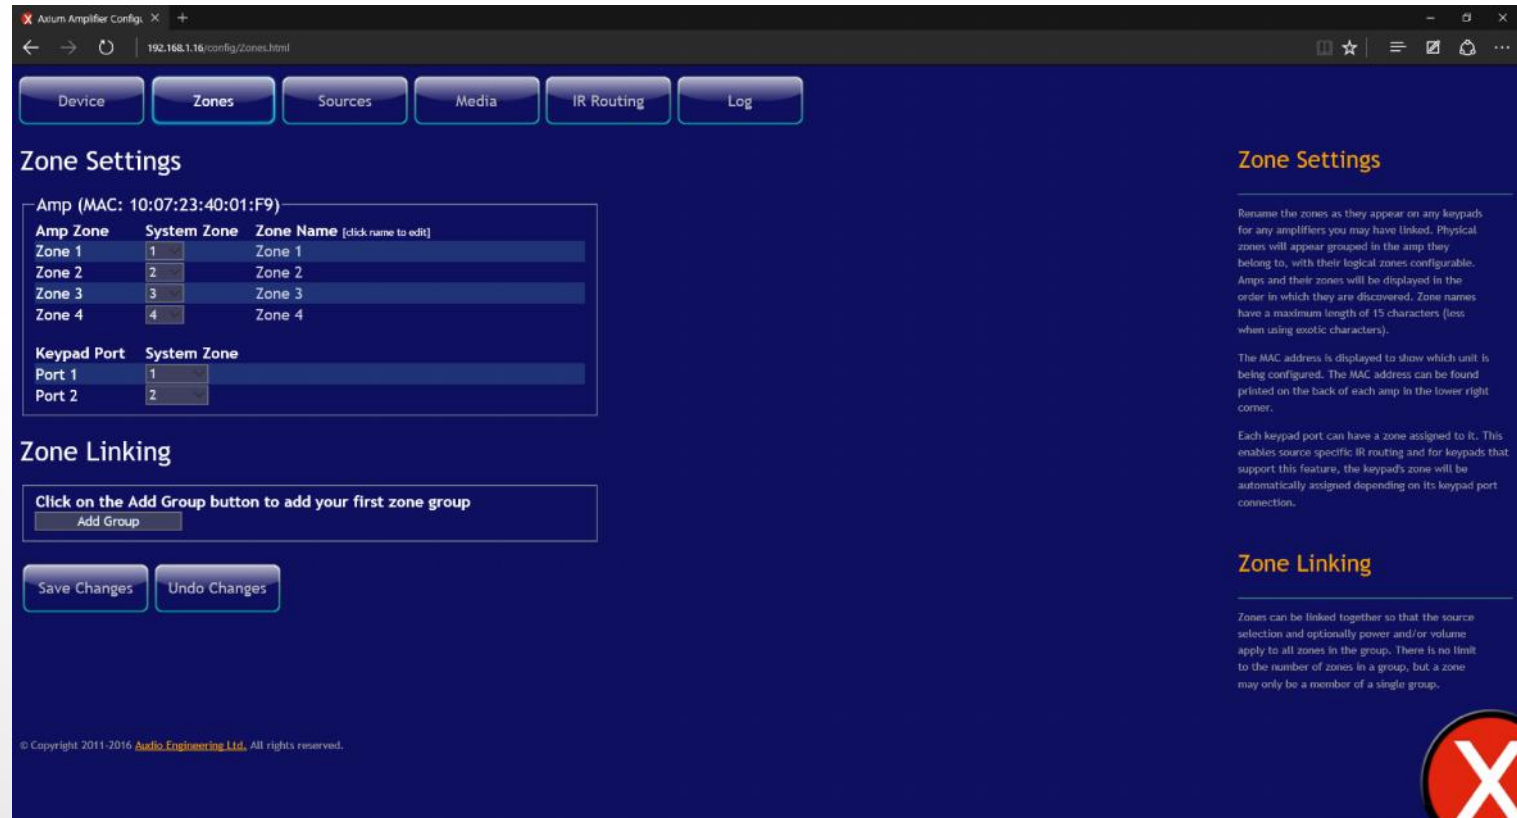 Axium Amplifier Config
192.168.1.16/config/Zones.html
Device Zones Sources Media IR Routing Log
Zone Settings
Amp (MAC: 10:07:23:40:01:F9)
Amp Zone System Zone Zone Name [click name to edit]
Zone 1 1 Zone 1
Zone 2 2 Zone 2
Zone 3 3 Zone 3
Zone 4 4 Zone 4
Keypad Port System Zone
Port 1 1
Port 2 2
Zone Linking
Click on the Add Group button to add your first zone group
Add Group
Save Changes Undo Changes
© Copyright 2011-2016 Audio Engineering Ltd. All rights reserved.
Zone Settings
Rename the zones as they appear on any keypads
for any amplifiers you may have linked. Physical
zones will appear grouped in the amp they
belong to, with their logical zones configurable.
Amps and their zones will be displayed in the
order in which they are discovered. Zone names
have a maximum length of 15 characters (less
when using exotic characters).
The MAC address is displayed to show which unit is
being configured. The MAC address can be found
printed on the back of each amp in the lower right
corner.
Each keypad port can have a zone assigned to it. This
enables source specific IR routing and for keypads that
support this feature, the keypad's zone will be
automatically assigned depending on its keypad port
connection.
Zone Linking
Zones can be linked together so that the source
selection and optionally power and/or volume
apply to all zones in the group. There is no limit
to the number of zones in a group, but a zone
may only be a member of a single group.
X